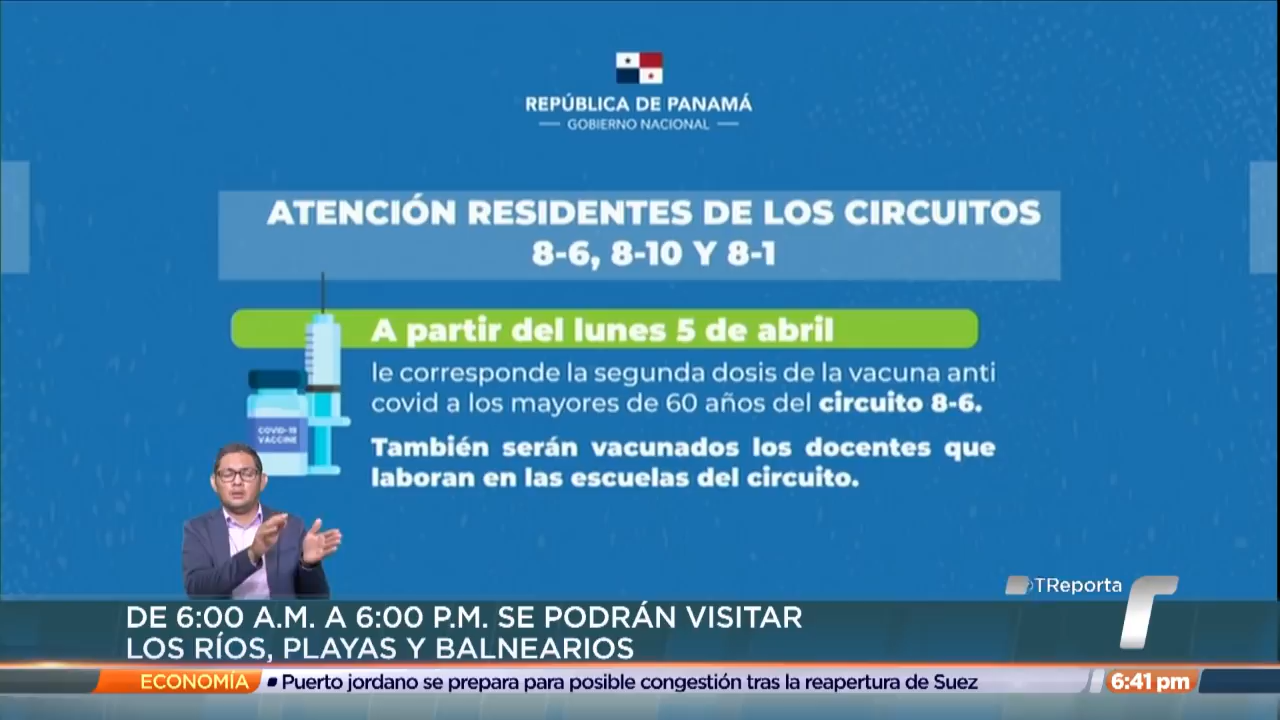 REPÚBLICA DE PANAMÁ
GOBIERNO NACIONAL
ATENCIÓN RESIDENTES DE LOS CIRCUITOS
8-6, 8-10 Y 8-1
A partir del lunes 5 de abril
le corresponde la segunda dosis de la vacuna anti
covid a los mayores de 60 años del circuito 8-6.
También serán vacunados los docentes que
laboran en las escuelas del circuito.
COVID-19
VACCINE
TReporta
DE 6:00 A.M. A 6:00 P.M. SE PODRÁN VISITAR
LOS RÍOS, PLAYAS Y BALNEARIOS
ECONOMÍA
Puerto jordano se prepara para posible congestión tras la reapertura de Suez
6:41 pm